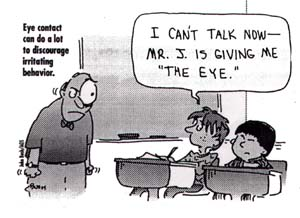 Eye contact
can do a lot
to discourage
irritating
behavior.
I CAN'T TALK NOW—
MR. J. IS GIVING ME
"THE EYE."